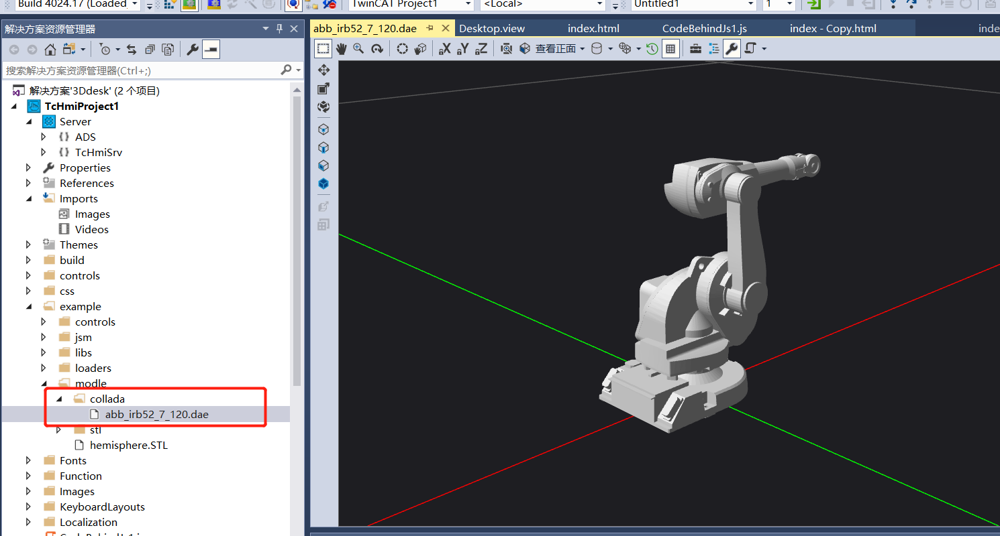 Build 4024.17 (Loaded
TwinCAT Project1
<Local>
Untitled1
1
解决方案资源管理器
搜索解决方案资源管理器(Ctrl+;)
解决方案'3Ddesk' (2 个项目)
TcHmiProject1
Server
ADS
TcHmiSrv
Properties
References
Imports
Images
Videos
Themes
build
controls
css
example
controls
jsm
libs
loaders
modle
collada
abb_irb52_7_120.dae
stl
hemisphere.STL
Fonts
Function
Images
KeyboardLayouts
Localization
abb_irb52_7_120.dae
Desktop.view
index.html
CodeBehindJs1.js
index - Copy.html
inde
X
Y
Z
查看正面